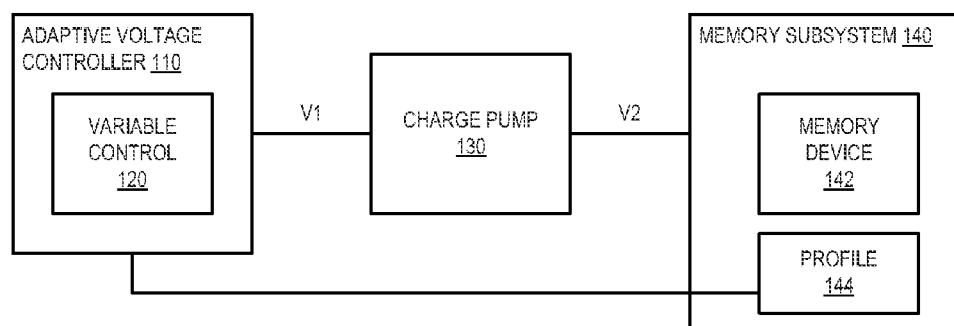 ADAPTIVE VOLTAGE
CONTROLLER 110
VARIABLE
CONTROL
120
V1
CHARGE PUMP
130
V2
MEMORY SUBSYSTEM 140
MEMORY
DEVICE
142
PROFILE
144